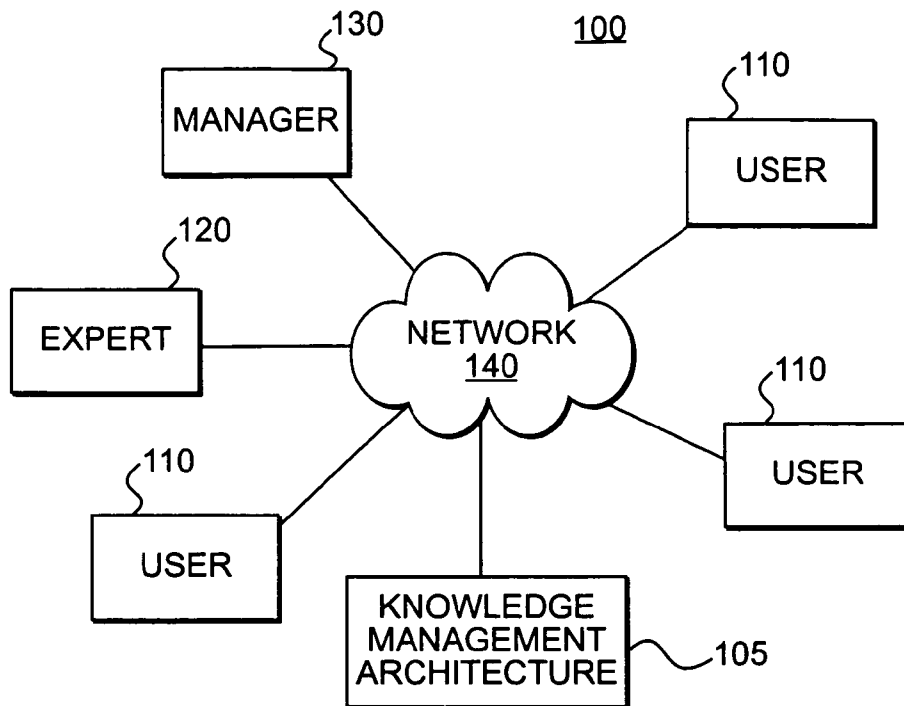 130
100
110
MANAGER
USER
120
EXPERT
NETWORK
140
110
110
USER
USER
KNOWLEDGE
MANAGEMENT
ARCHITECTURE
105